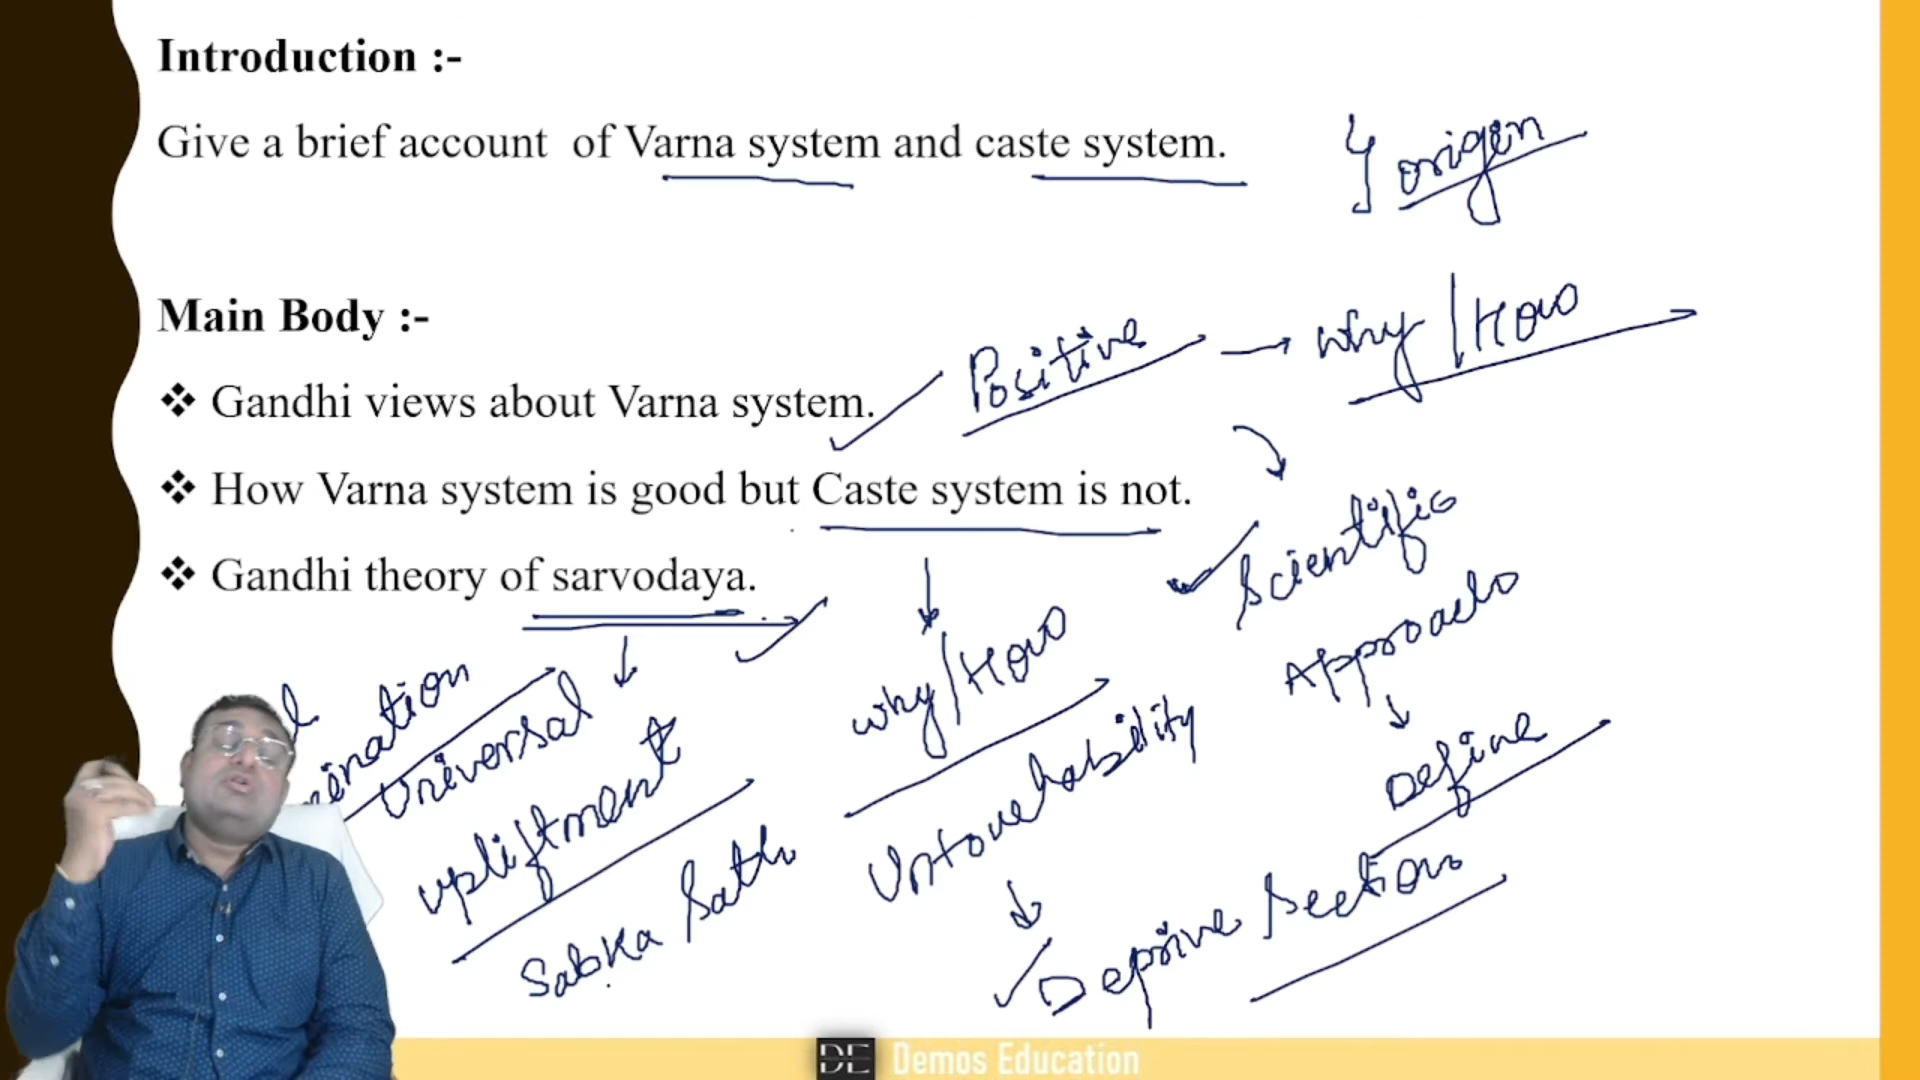 Introduction :-
Give a brief account of Varna system and caste system.
origen
Main Body :-
Positive
why/How
❖ Gandhi views about Varna system.
❖ How Varna system is good but Caste system is not.
❖ Gandhi theory of sarvodaya.
Scientific
Approach
Define
why/How
Untouchability
Deprive Section
Universal
upliftment
Sabka Sath
DE Demos Education